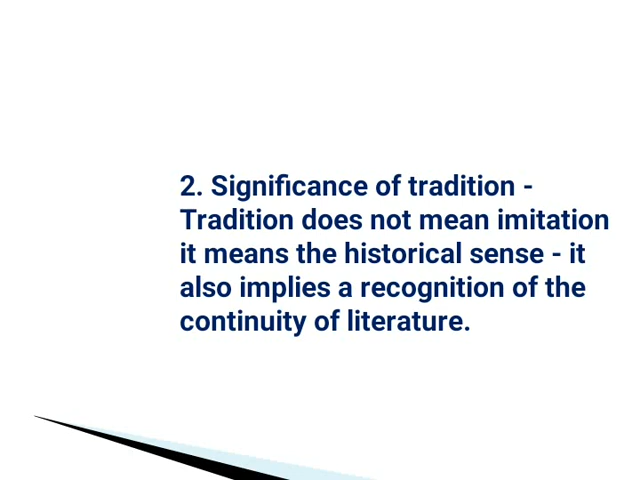 2. Significance of tradition -
Tradition does not mean imitation
it means the historical sense - it
also implies a recognition of the
continuity of literature.